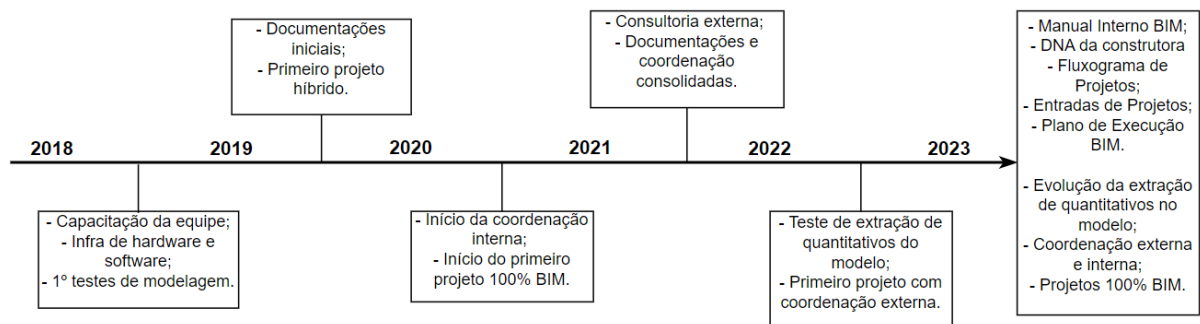 - Documentações
iniciais;
- Primeiro projeto
híbrido.
- Consultoria externa;
- Documentações e
coordenação
consolidadas.
- Manual Interno BIM;
- DNA da construtora
- Fluxograma de
Projetos;
- Entradas de Projetos;
- Plano de Execução
BIM.
- Evolução da extração
de quantitativos no
modelo;
- Coordenação externa
e interna;
- Projetos 100% BIM.
2018 2019 2020 2021 2022 2023
- Capacitação da equipe;
- Infra de hardware e
software;
- 1º testes de modelagem.
- Início da coordenação
interna;
- Início do primeiro
projeto 100% BIM.
- Teste de extração de
quantitativos do
modelo;
- Primeiro projeto com
coordenação externa.